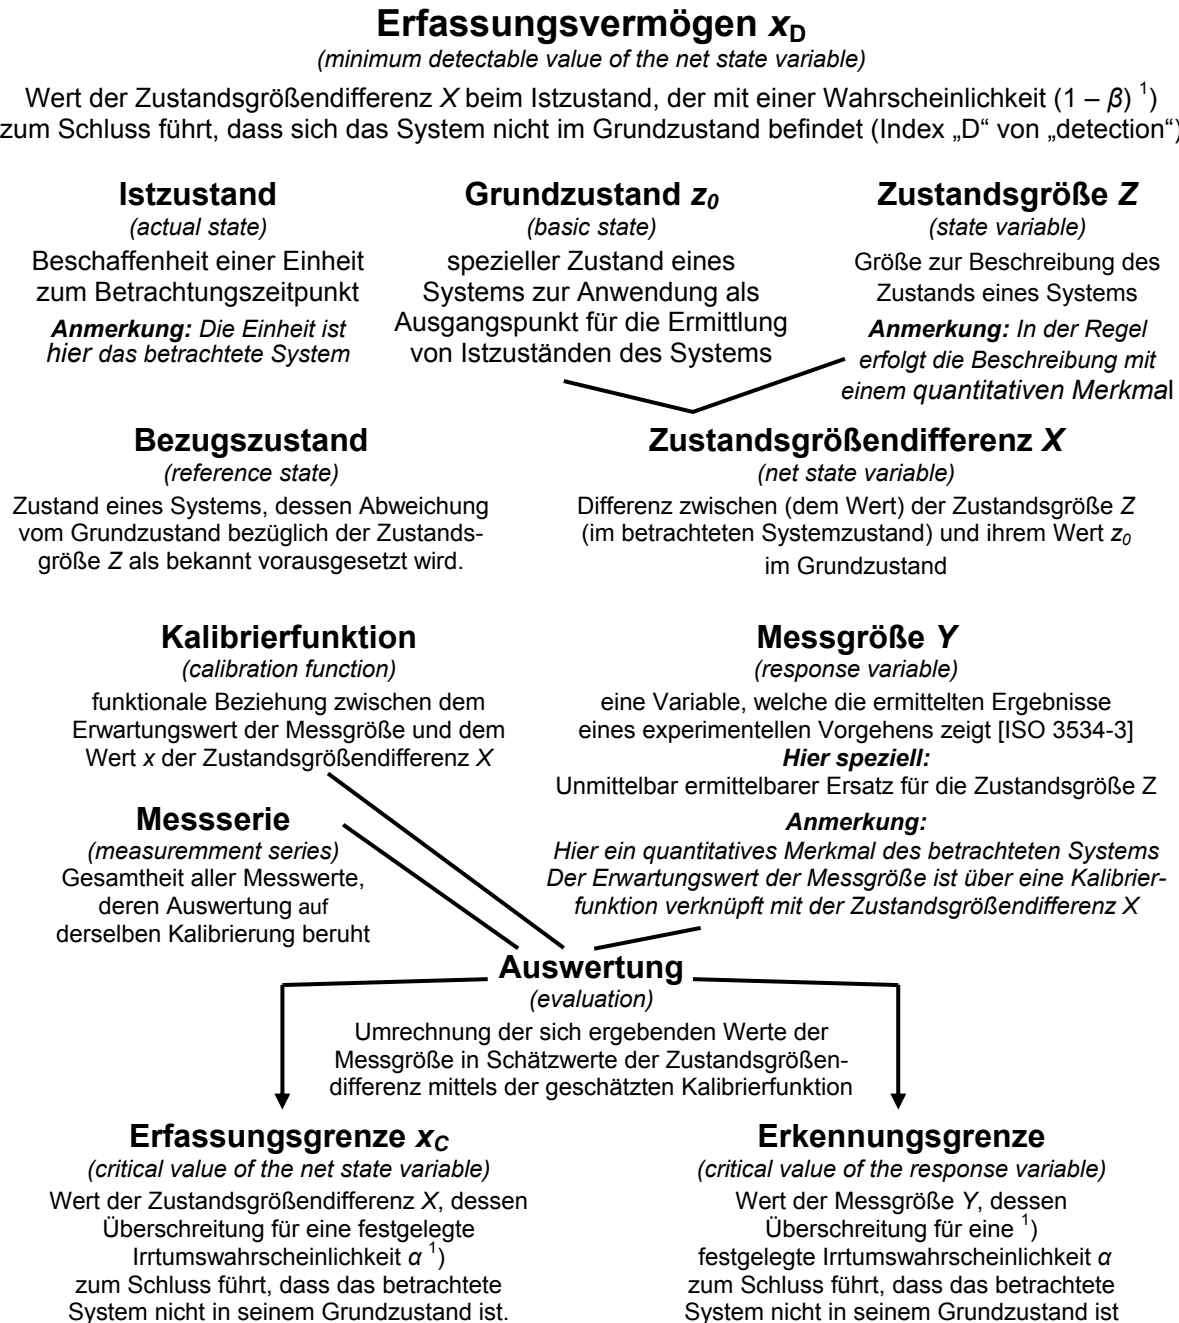 Erfassungsvermögen x_D
(minimum detectable value of the net state variable)
Wert der Zustandsgrößendifferenz X beim Istzustand, der mit einer Wahrscheinlichkeit (1 – β) ¹)
zum Schluss führt, dass sich das System nicht im Grundzustand befindet (Index „D“ von „detection“)
Istzustand
(actual state)
Beschaffenheit einer Einheit
zum Betrachtungszeitpunkt
Anmerkung: Die Einheit ist
hier das betrachtete System
Grundzustand z_0
(basic state)
spezieller Zustand eines
Systems zur Anwendung als
Ausgangspunkt für die Ermittlung
von Istzuständen des Systems
Zustandsgröße Z
(state variable)
Größe zur Beschreibung des
Zustands eines Systems
Anmerkung: In der Regel
erfolgt die Beschreibung mit
einem quantitativen Merkmal
Bezugszustand
(reference state)
Zustand eines Systems, dessen Abweichung
vom Grundzustand bezüglich der Zustands-
größe Z als bekannt vorausgesetzt wird.
Zustandsgrößendifferenz X
(net state variable)
Differenz zwischen (dem Wert) der Zustandsgröße Z
(im betrachteten Systemzustand) und ihrem Wert z_0
im Grundzustand
Kalibrierfunktion
(calibration function)
funktionale Beziehung zwischen dem
Erwartungswert der Messgröße und dem
Wert x der Zustandsgrößendifferenz X
Messgröße Y
(response variable)
eine Variable, welche die ermittelten Ergebnisse
eines experimentellen Vorgehens zeigt [ISO 3534-3]
Hier speziell:
Unmittelbar ermittelbarer Ersatz für die Zustandsgröße Z
Anmerkung:
Hier ein quantitatives Merkmal des betrachteten Systems
Der Erwartungswert der Messgröße ist über eine Kalibrier-
funktion verknüpft mit der Zustandsgrößendifferenz X
Messserie
(measuremment series)
Gesamtheit aller Messwerte,
deren Auswertung auf
derselben Kalibrierung beruht
Auswertung
(evaluation)
Umrechnung der sich ergebenden Werte der
Messgröße in Schätzwerte der Zustandsgrößen-
differenz mittels der geschätzten Kalibrierfunktion
Erfassungsgrenze x_C
(critical value of the net state variable)
Wert der Zustandsgrößendifferenz X, dessen
Überschreitung für eine festgelegte
Irrtumswahrscheinlichkeit α ¹)
zum Schluss führt, dass das betrachtete
System nicht in seinem Grundzustand ist.
Erkennungsgrenze
(critical value of the response variable)
Wert der Messgröße Y, dessen
Überschreitung für eine ¹)
festgelegte Irrtumswahrscheinlichkeit α
zum Schluss führt, dass das betrachtete
System nicht in seinem Grundzustand ist